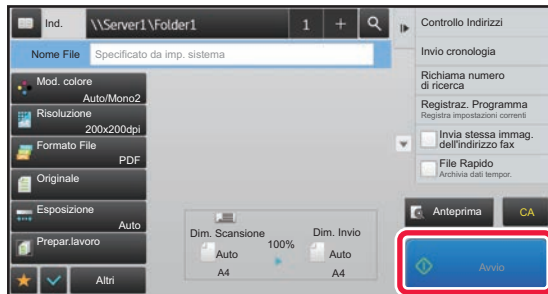 Ind.
\\Server1\Folder1
1
+
Nome File
Specificato da imp. sistema
Mod. colore
Auto/Mono2
Risoluzione
200x200dpi
Formato File
PDF
Originale
Esposizione
Auto
Prepar.lavoro
Altri
Dim. Scansione
100%
Dim. Invio
Auto
Auto
A4
A4
Controllo Indirizzi
Invio cronologia
Richiama numero
di ricerca
Registraz. Programma
Registra impostazioni correnti
Invia stessa immag.
dell'indirizzo fax
File Rapido
Archivia dati tempor.
Anteprima
CA
Avvio